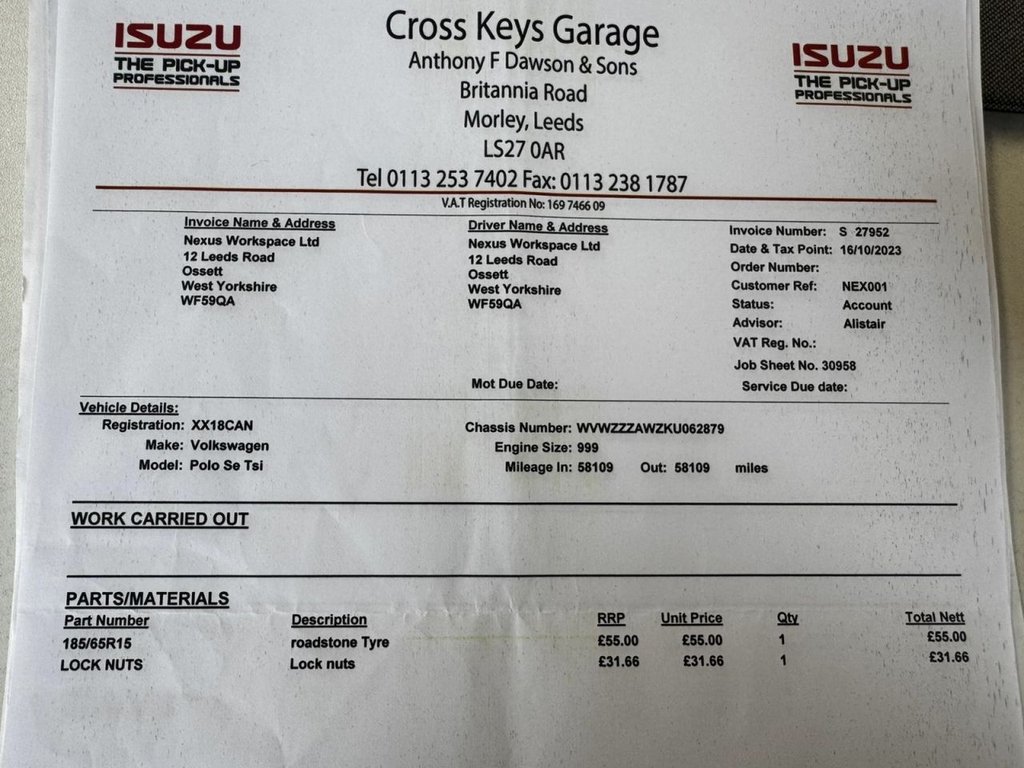 ISUZU
THE PICK-UP
PROFESSIONALS
Cross Keys Garage
Anthony F Dawson & Sons
Britannia Road
Morley, Leeds
LS27 0AR
Tel 0113 253 7402 Fax: 0113 238 1787
ISUZU
THE PICK-UP
PROFESSIONALS
V.A.T Registration No: 169 7466 09
Invoice Name & Address
Nexus Workspace Ltd
12 Leeds Road
Ossett
West Yorkshire
WF59QA
Driver Name & Address
Nexus Workspace Ltd
12 Leeds Road
Ossett
West Yorkshire
WF59QA
Mot Due Date:
Invoice Number: S 27952
Date & Tax Point: 16/10/2023
Order Number:
Customer Ref: NEX001
Status: Account
Advisor: Alistair
VAT Reg. No.:
Job Sheet No. 30958
Service Due date:
Vehicle Details:
Registration: XX18CAN
Make: Volkswagen
Model: Polo Se Tsi
Chassis Number: WVWZZZAWZKU062879
Engine Size: 999
Mileage In: 58109 Out: 58109 miles
WORK CARRIED OUT
PARTS/MATERIALS
Part Number Description RRP Unit Price Qty Total Nett
185/65R15 roadstone Tyre £55.00 £55.00 1 £55.00
LOCK NUTS Lock nuts £31.66 £31.66 1 £31.66